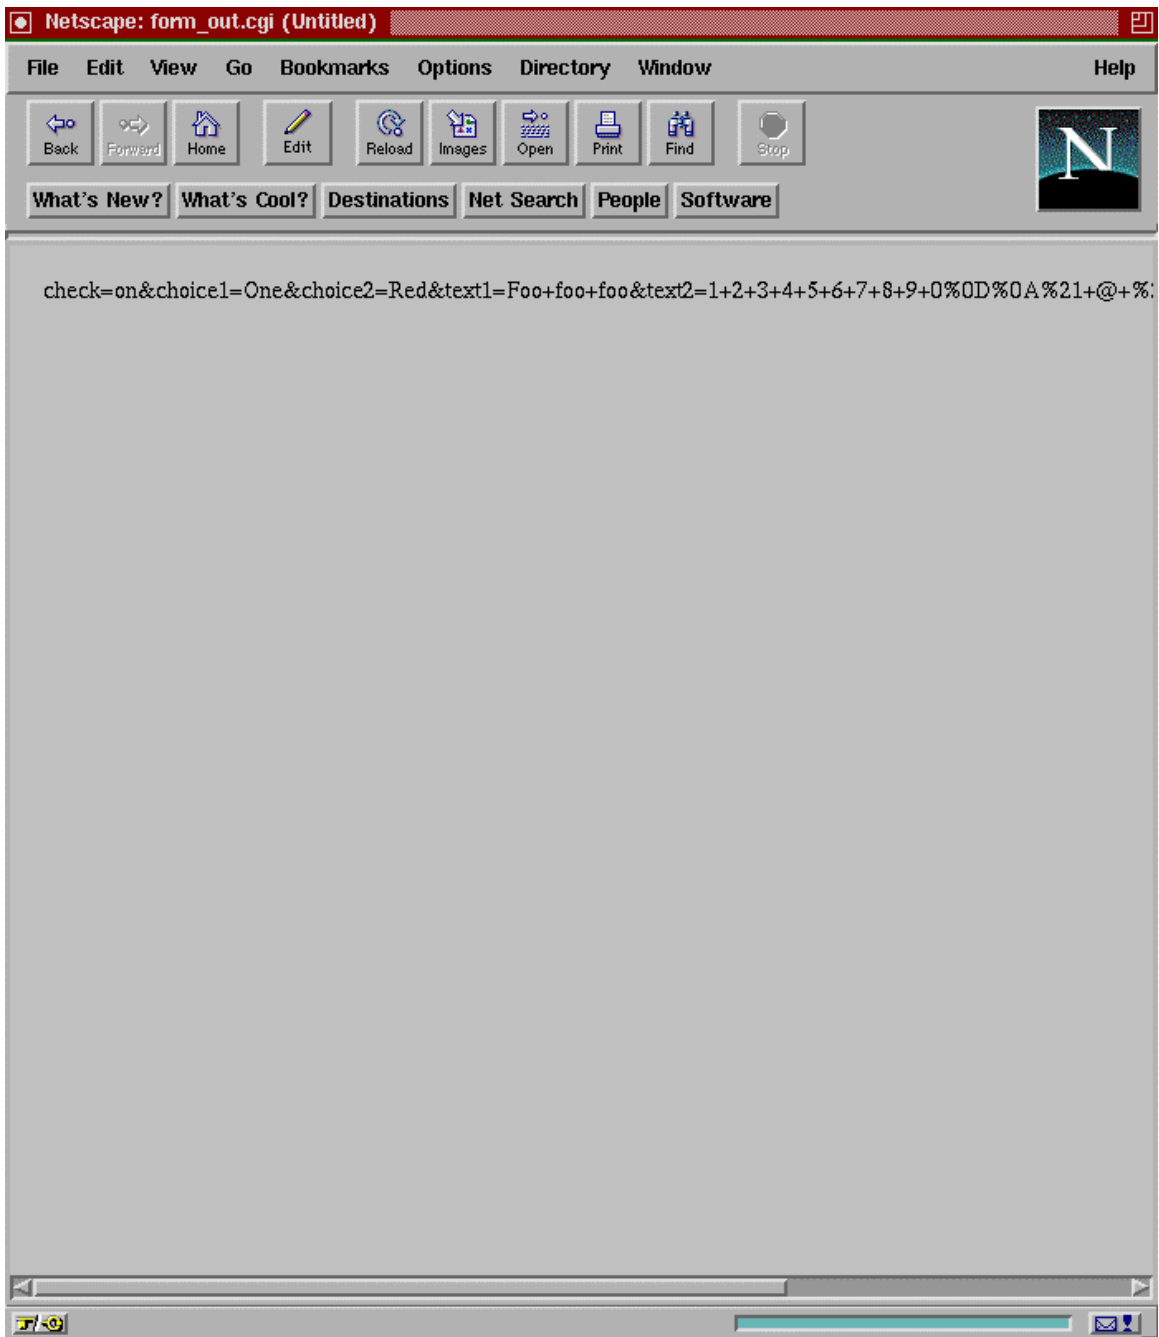 Netscape: form_out.cgi (Untitled)
File Edit View Go Bookmarks Options Directory Window Help
Back Forward Home Edit Reload Images Open Print Find Stop
N
What's New? What's Cool? Destinations Net Search People Software
check=on&choice1=One&choice2=Red&text1=Foo+foo+foo&text2=1+2+3+4+5+6+7+8+9+0%0D%0A%21+@+%